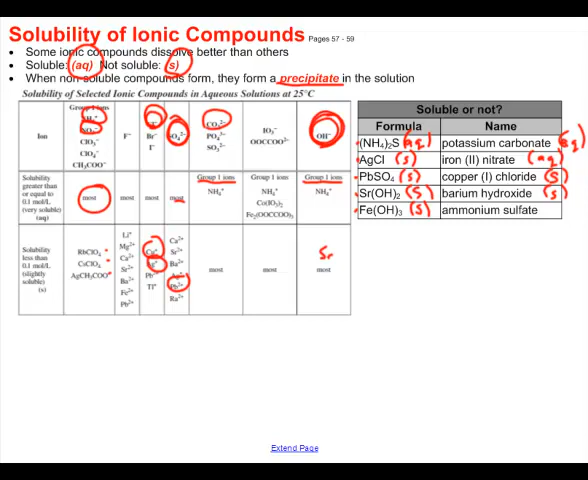 Solubility of Ionic Compounds Pages 57 - 59
• Some ionic compounds dissolve better than others
• Soluble: (aq) Not soluble: (s)
• When non-soluble compounds form, they form a precipitate in the solution
Solubility of Selected Ionic Compounds in Aqueous Solutions at 25°C
Ion
Group 1 ions
ClO₃⁻
ClO₄⁻
CH₃COO⁻
F⁻
Br⁻
I⁻
SO₄²⁻
CO₃²⁻
PO₄³⁻
SO₃²⁻
IO₃⁻
OOCCOO²⁻
OH⁻
Solubility
greater than
or equal to
0.1 mol/L
(very soluble)
(aq)
most
most
most
most
Group 1 ions
NH₄⁺
Group 1 ions
NH₄⁺
Co(IO₃)₂
Fe₂(OOCCOO)₃
Group 1 ions
NH₄⁺
Solubility
less than
0.1 mol/L
(slightly
soluble)
(s)
RbClO₄
CsClO₄
AgCH₃COO
Li⁺
Mg²⁺
Ca²⁺
Sr²⁺
Ba²⁺
Fe²⁺
Pb²⁺
Cu⁺
Ag⁺
Pb²⁺
Tl⁺
Ca²⁺
Sr²⁺
Ba²⁺
Ag⁺
Pb²⁺
Ra²⁺
most
most
Sr
most
Soluble or not?
Formula Name
(NH₄)₂S (aq) potassium carbonate (aq)
AgCl (s) iron (II) nitrate (aq)
PbSO₄ (s) copper (I) chloride (s)
Sr(OH)₂ (s) barium hydroxide (s)
Fe(OH)₃ (s) ammonium sulfate
Extend Page